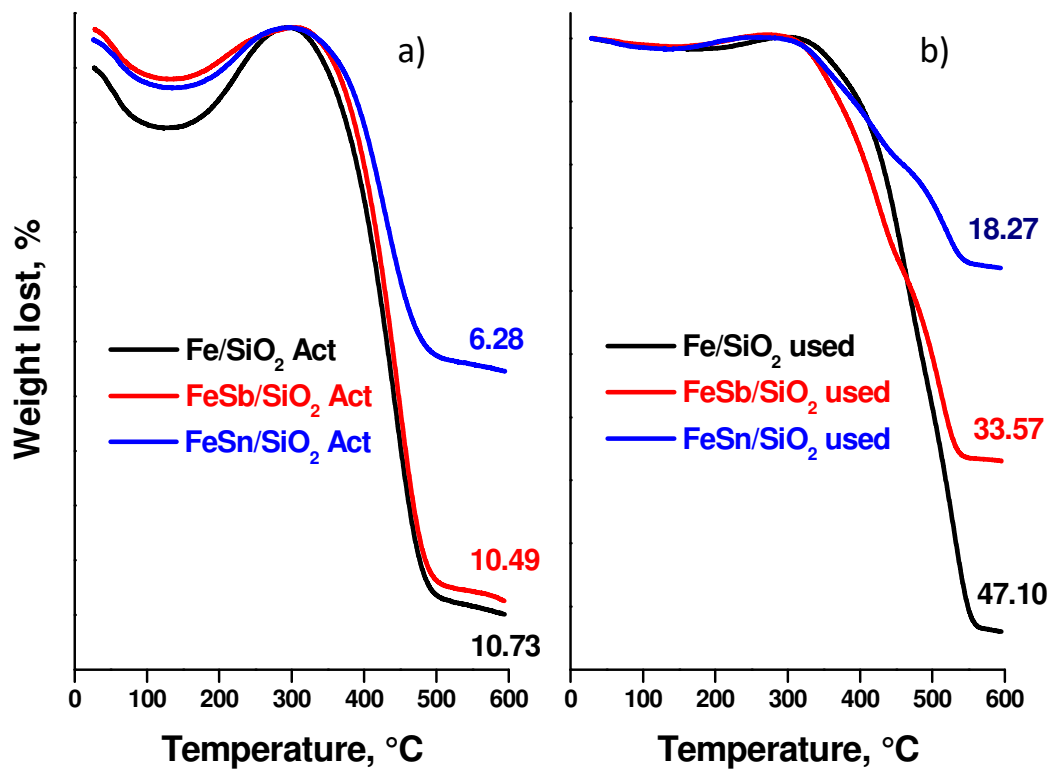 a)
b)
Weight lost, %
6.28
Fe/SiO₂ Act
FeSb/SiO₂ Act
FeSn/SiO₂ Act
10.49
10.73
18.27
Fe/SiO₂ used
FeSb/SiO₂ used
FeSn/SiO₂ used
33.57
47.10
0 100 200 300 400 500 600
0 100 200 300 400 500 600
Temperature, °C
Temperature, °C